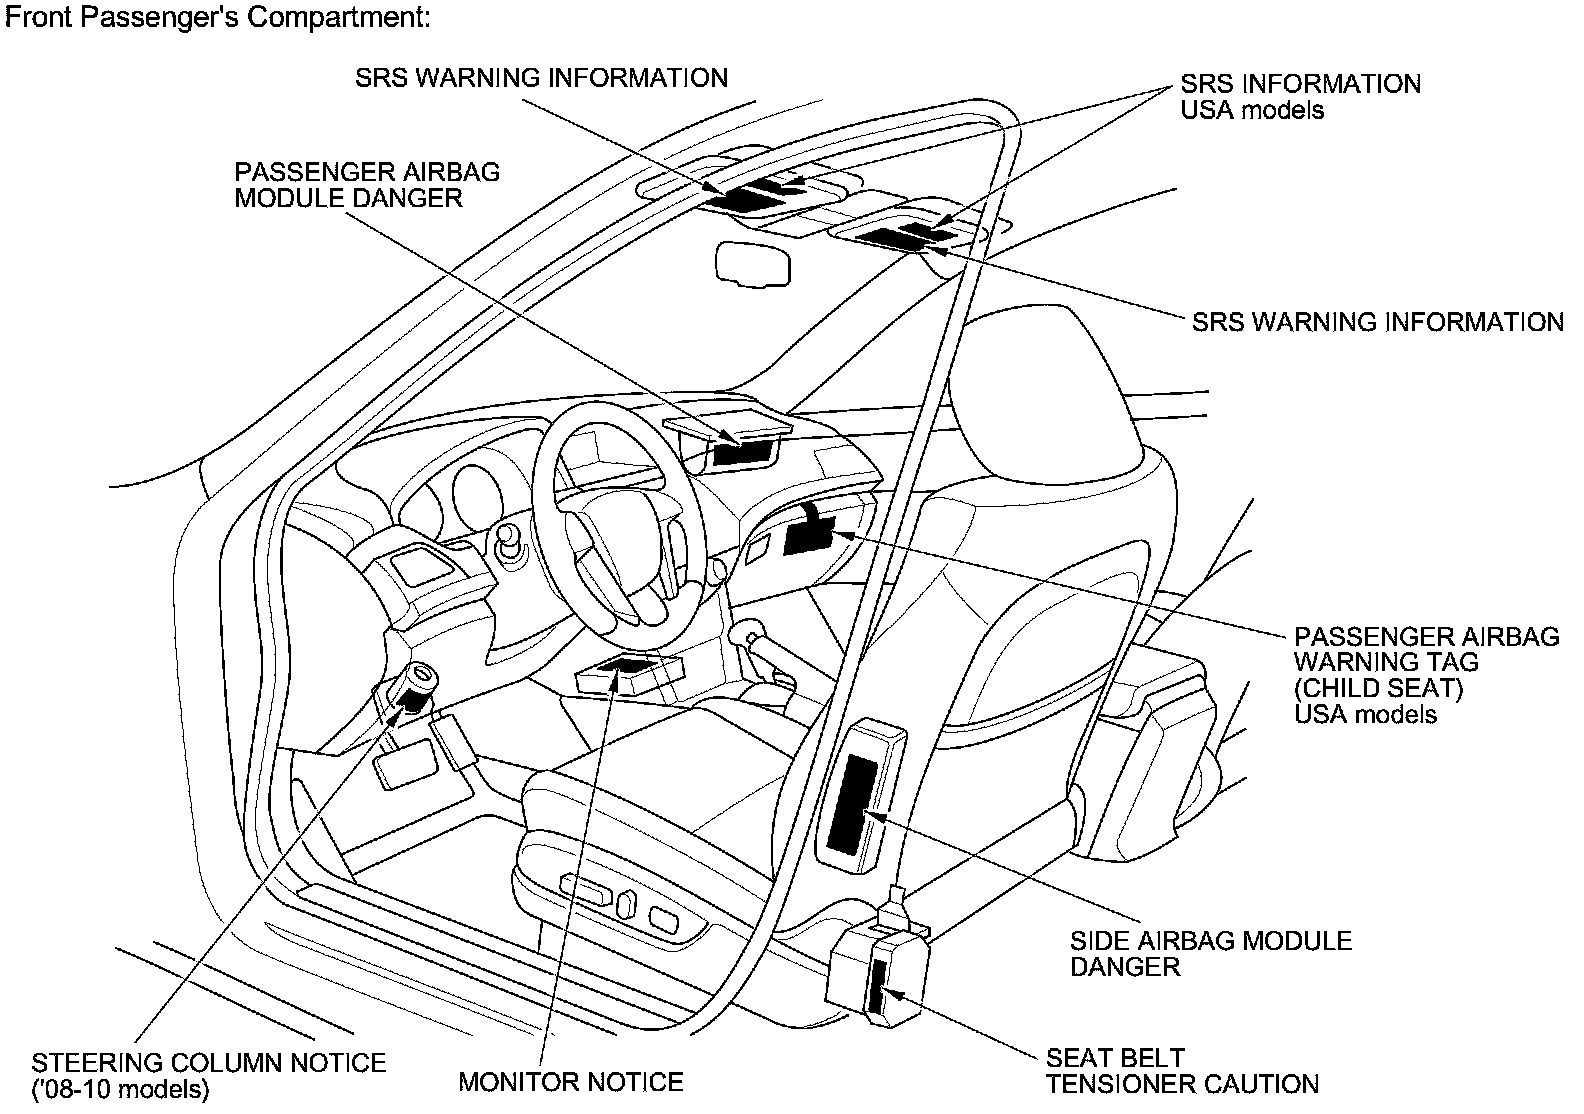 Front Passenger's Compartment:
SRS WARNING INFORMATION
SRS INFORMATION
USA models
PASSENGER AIRBAG
MODULE DANGER
SRS WARNING INFORMATION
PASSENGER AIRBAG
WARNING TAG
(CHILD SEAT)
USA models
SIDE AIRBAG MODULE
DANGER
SEAT BELT
TENSIONER CAUTION
STEERING COLUMN NOTICE
('08-10 models)
MONITOR NOTICE